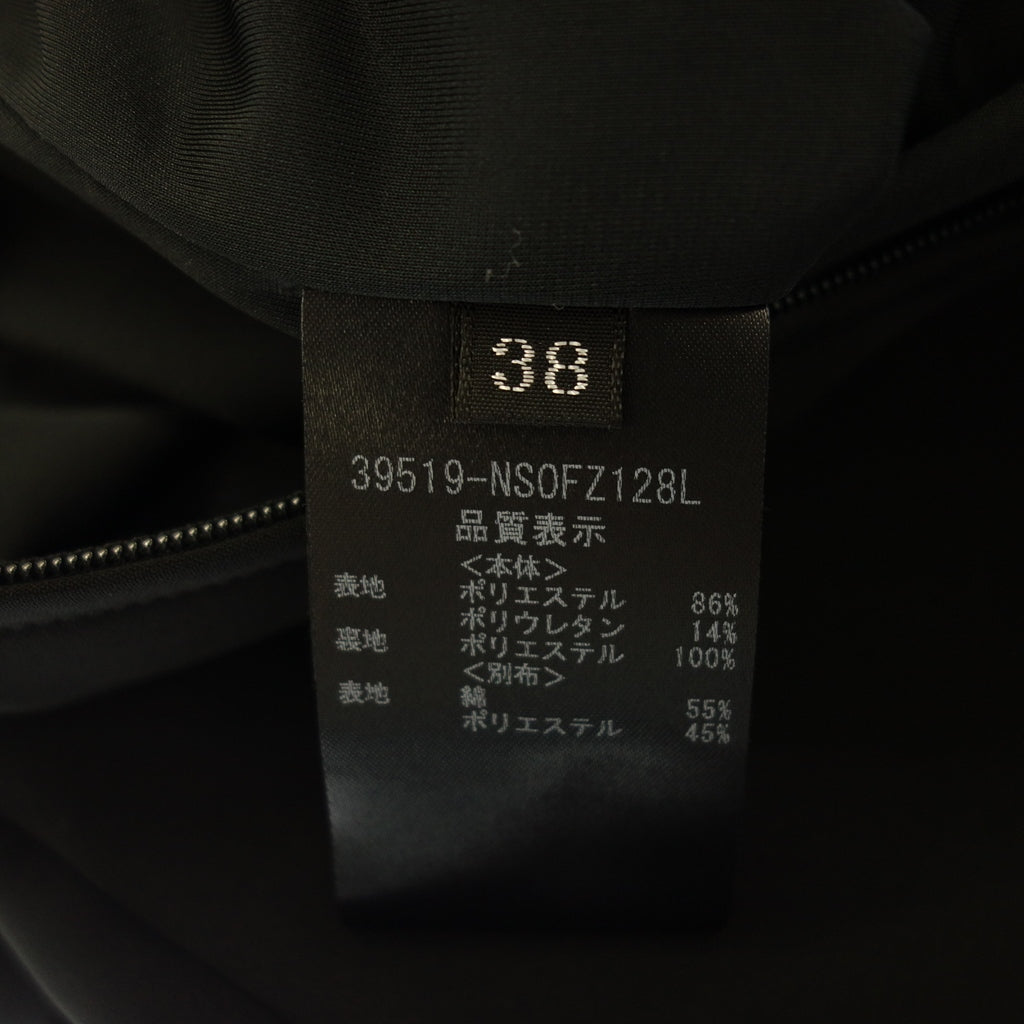 38
39519-NSOFZ128L
品質表示
<本体>
表地 ポリエステル 86%
ポリウレタン 14%
裏地 ポリエステル 100%
<別布>
表地 綿 55%
ポリエステル 45%